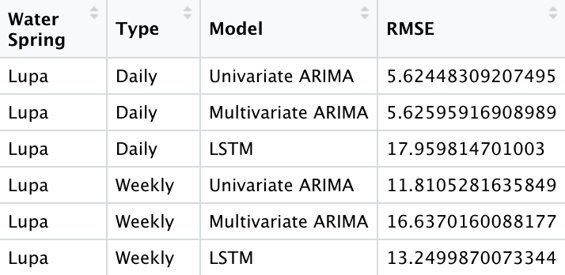 Water Spring Type Model RMSE
Lupa Daily Univariate ARIMA 5.62448309207495
Lupa Daily Multivariate ARIMA 5.62595916908989
Lupa Daily LSTM 17.959814701003
Lupa Weekly Univariate ARIMA 11.8105281635849
Lupa Weekly Multivariate ARIMA 16.6370160088177
Lupa Weekly LSTM 13.2499870073344